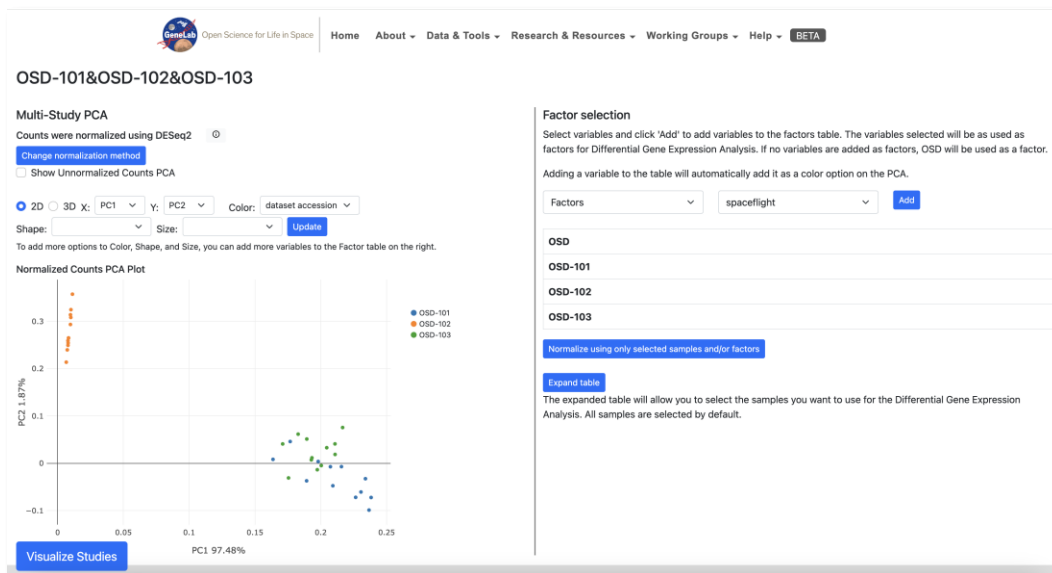 GeneLab
Open Science for Life in Space
Home About Data & Tools Research & Resources Working Groups Help BETA
OSD-101&OSD-102&OSD-103
Multi-Study PCA
Counts were normalized using DESeq2
Change normalization method
Show Unnormalized Counts PCA
2D 3D X: PC1 Y: PC2 Color: dataset accession
Shape: Size: Update
To add more options to Color, Shape, and Size, you can add more variables to the Factor table on the right.
Normalized Counts PCA Plot
OSD-101
OSD-102
OSD-103
0.3
0.2
0.1
0
−0.1
PC2 1.87%
0 0.05 0.1 0.15 0.2 0.25
PC1 97.48%
Visualize Studies
Factor selection
Select variables and click 'Add' to add variables to the factors table. The variables selected will be as used as
factors for Differential Gene Expression Analysis. If no variables are added as factors, OSD will be used as a factor.
Adding a variable to the table will automatically add it as a color option on the PCA.
Factors spaceflight Add
OSD
OSD-101
OSD-102
OSD-103
Normalize using only selected samples and/or factors
Expand table
The expanded table will allow you to select the samples you want to use for the Differential Gene Expression
Analysis. All samples are selected by default.